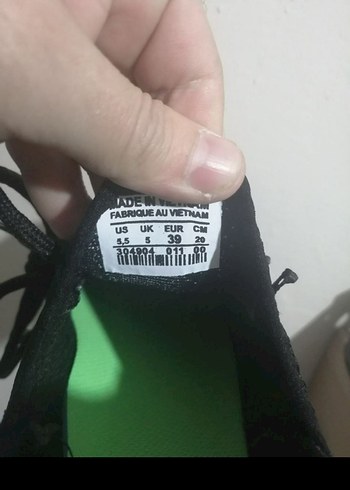 MADE IN VIETNAM
FABRIQUE AU VIETNAM
US UK EUR CM
5,5 5 39 20
304904 011 00